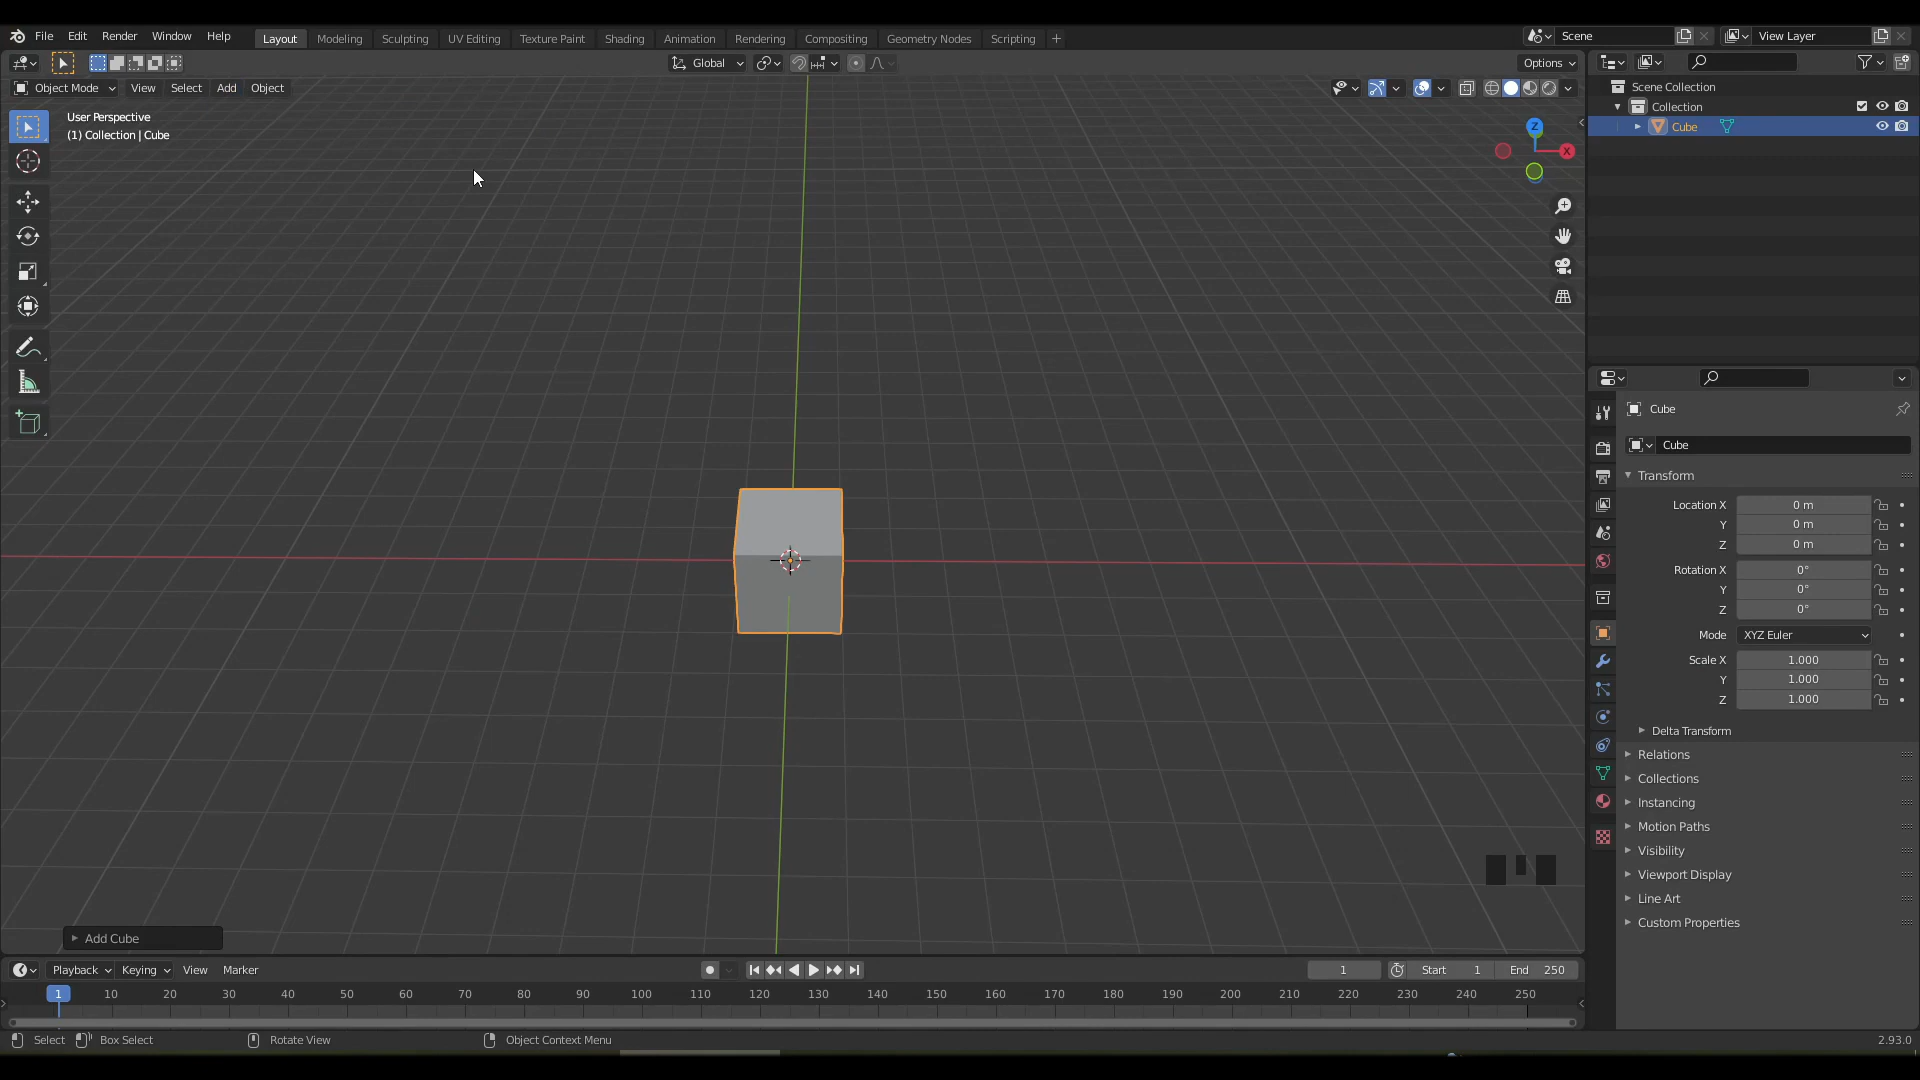 File Edit Render Window Help Layout Modeling Sculpting UV Editing Texture Paint Shading Animation Rendering Compositing Geometry Nodes Scripting + Scene View Layer
Global Options
Object Mode View Select Add Object
User Perspective
(1) Collection | Cube
Z
X
Scene Collection
Collection
Cube
Cube
Cube
Transform
Location X 0 m
Y 0 m
Z 0 m
Rotation X 0°
Y 0°
Z 0°
Mode XYZ Euler
Scale X 1.000
Y 1.000
Z 1.000
Delta Transform
Relations
Collections
Instancing
Motion Paths
Visibility
Viewport Display
Line Art
Custom Properties
Add Cube
Playback Keying View Marker 1 Start 1 End 250
1 10 20 30 40 50 60 70 80 90 100 110 120 130 140 150 160 170 180 190 200 210 220 230 240 250
Select Box Select Rotate View Object Context Menu 2.93.0